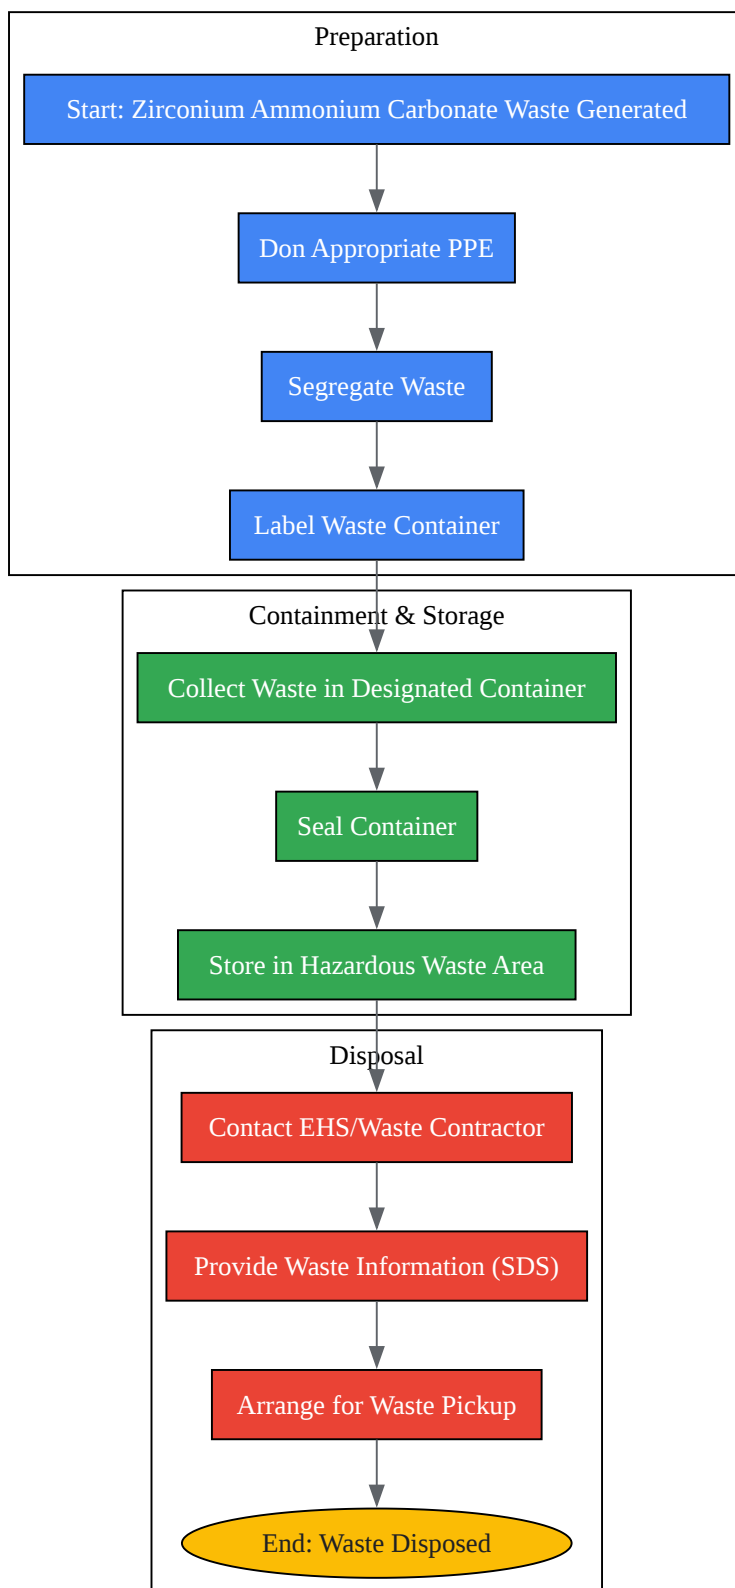 Preparation
Start: Zirconium Ammonium Carbonate Waste Generated
Don Appropriate PPE
Segregate Waste
Label Waste Container
Containment & Storage
Collect Waste in Designated Container
Seal Container
Store in Hazardous Waste Area
Disposal
Contact EHS/Waste Contractor
Provide Waste Information (SDS)
Arrange for Waste Pickup
End: Waste Disposed